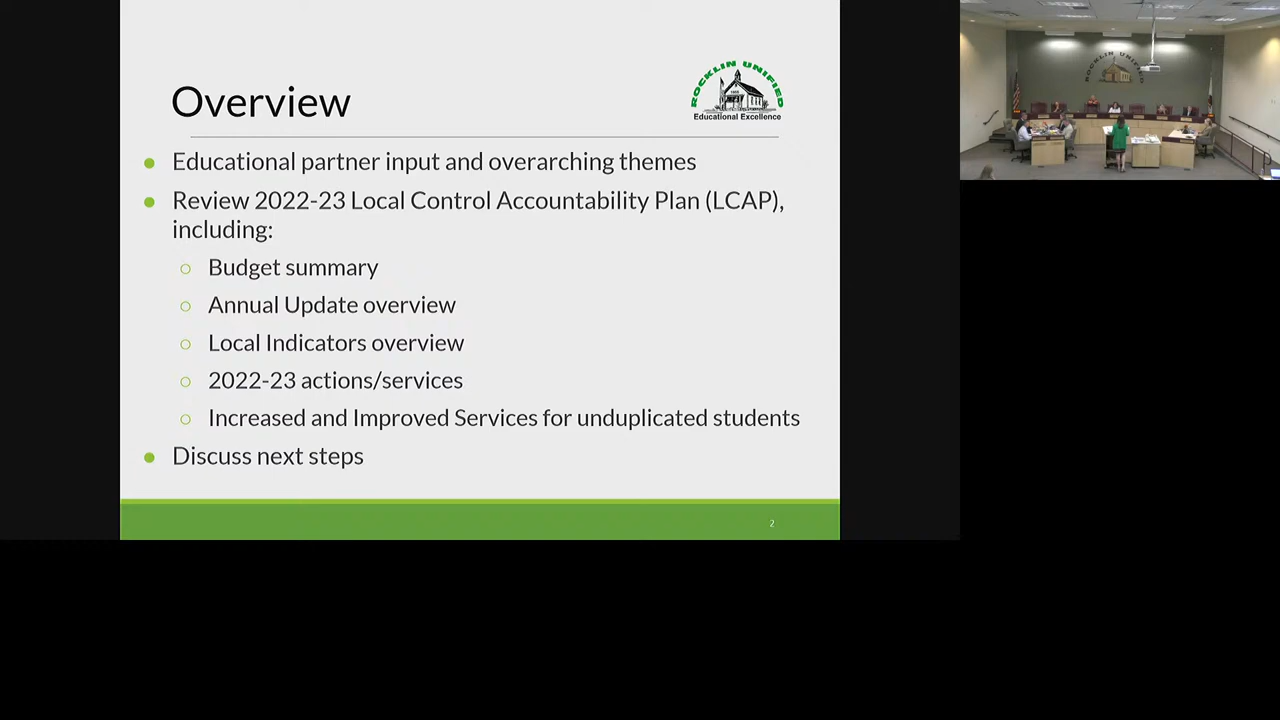 Overview
ROCKLIN UNIFIED
Educational Excellence
● Educational partner input and overarching themes
● Review 2022-23 Local Control Accountability Plan (LCAP),
including:
○ Budget summary
○ Annual Update overview
○ Local Indicators overview
○ 2022-23 actions/services
○ Increased and Improved Services for unduplicated students
● Discuss next steps
2
ROCKLIN UNIFIED